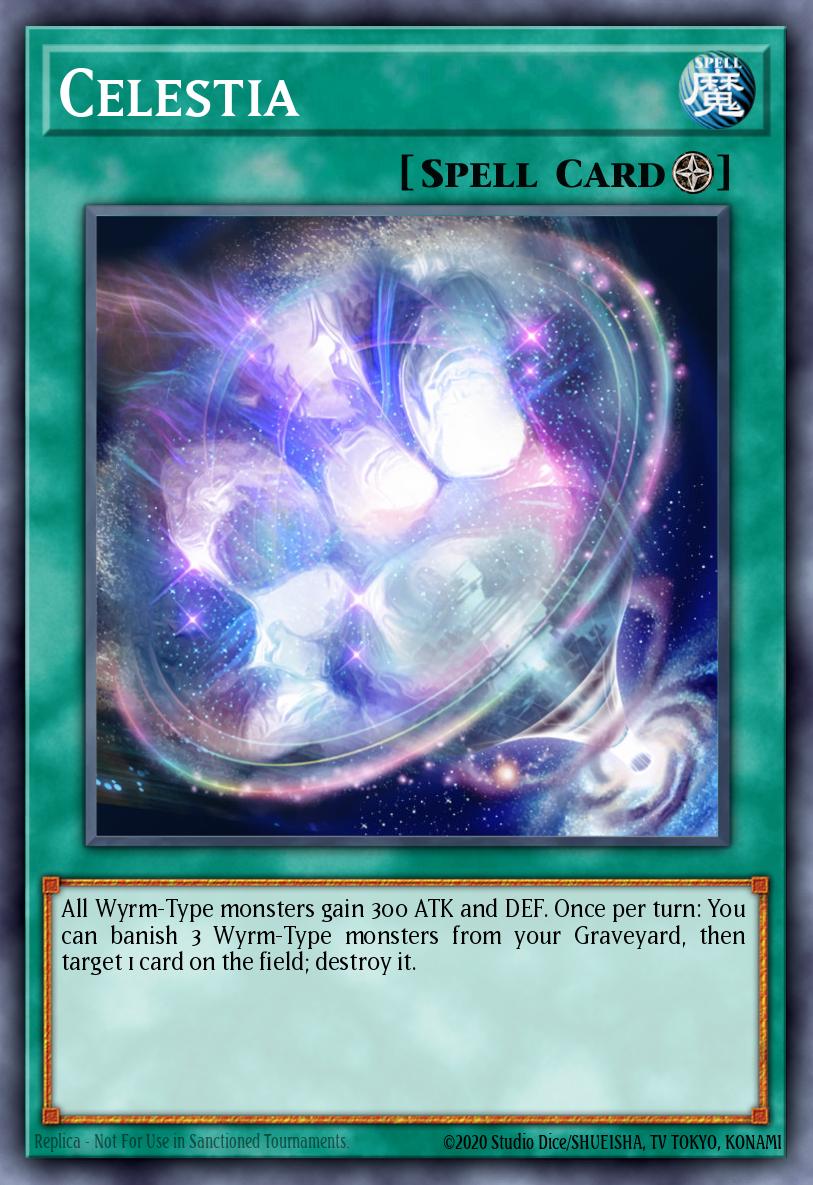 CELESTIA
SPELL
魔
[SPELL CARD]
All Wyrm-Type monsters gain 300 ATK and DEF. Once per turn: You
can banish 3 Wyrm-Type monsters from your Graveyard, then
target 1 card on the field; destroy it.
Replica - Not For Use in Sanctioned Tournaments.
©2020 Studio Dice/SHUEISHA, TV TOKYO, KONAMI